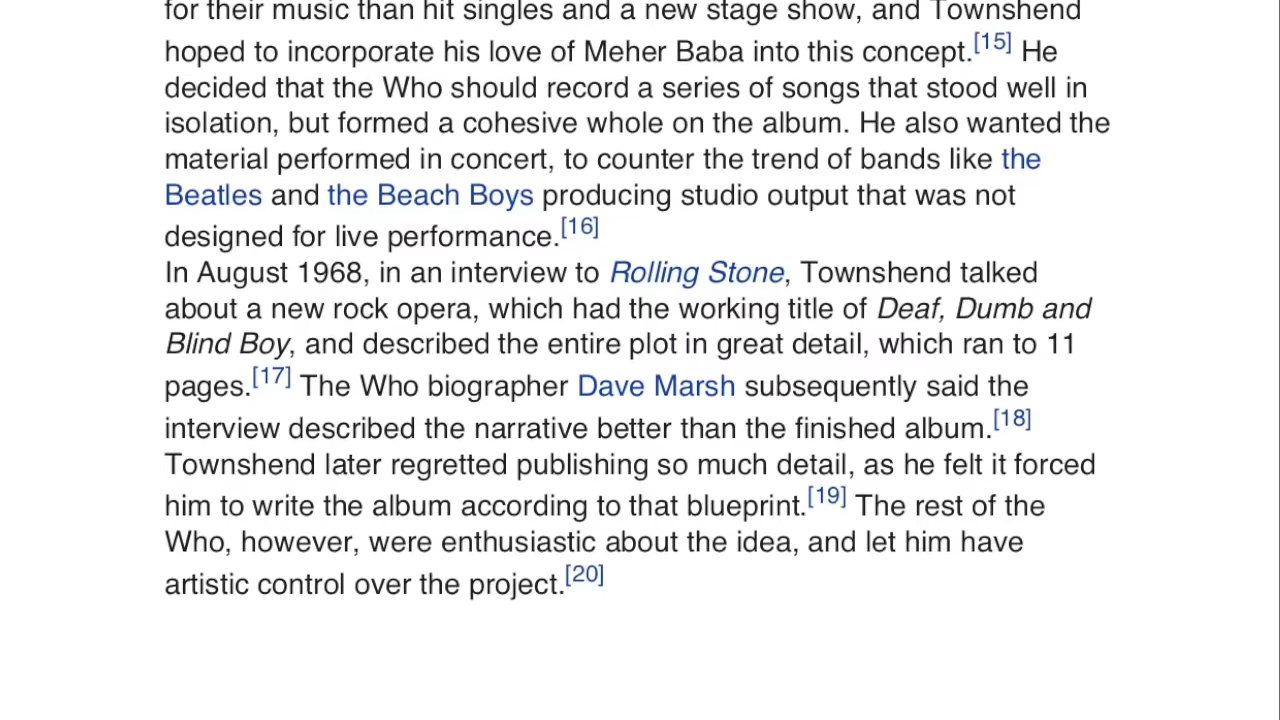 for their music than hit singles and a new stage show, and Townshend
hoped to incorporate his love of Meher Baba into this concept.[15] He
decided that the Who should record a series of songs that stood well in
isolation, but formed a cohesive whole on the album. He also wanted the
material performed in concert, to counter the trend of bands like the
Beatles and the Beach Boys producing studio output that was not
designed for live performance.[16]
In August 1968, in an interview to Rolling Stone, Townshend talked
about a new rock opera, which had the working title of Deaf, Dumb and
Blind Boy, and described the entire plot in great detail, which ran to 11
pages.[17] The Who biographer Dave Marsh subsequently said the
interview described the narrative better than the finished album.[18]
Townshend later regretted publishing so much detail, as he felt it forced
him to write the album according to that blueprint.[19] The rest of the
Who, however, were enthusiastic about the idea, and let him have
artistic control over the project.[20]